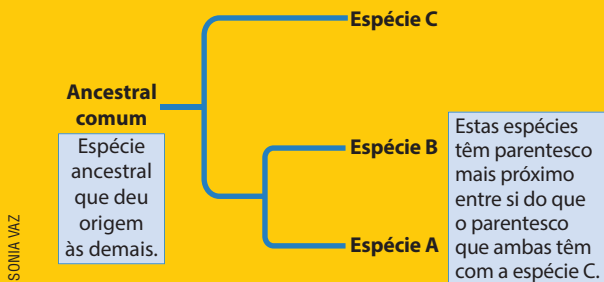 Espécie C
Ancestral
comum
Espécie
ancestral
que deu
origem
às demais.
Espécie B
Espécie A
Estas espécies
têm parentesco
mais próximo
entre si do que
o parentesco
que ambas têm
com a espécie C.
SONIA VAZ